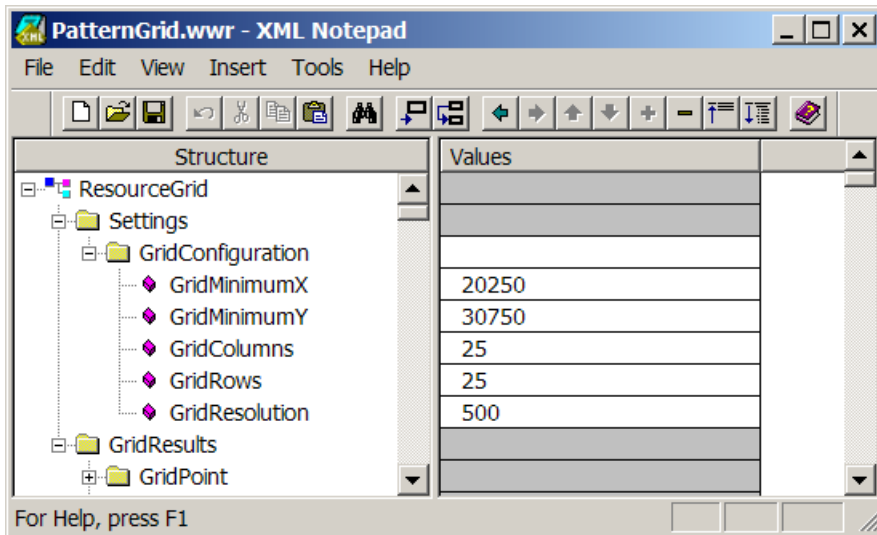 PatternGrid.wwr - XML Notepad
File Edit View Insert Tools Help
Structure Values
ResourceGrid
Settings
GridConfiguration
GridMinimumX 20250
GridMinimumY 30750
GridColumns 25
GridRows 25
GridResolution 500
GridResults
GridPoint
For Help, press F1